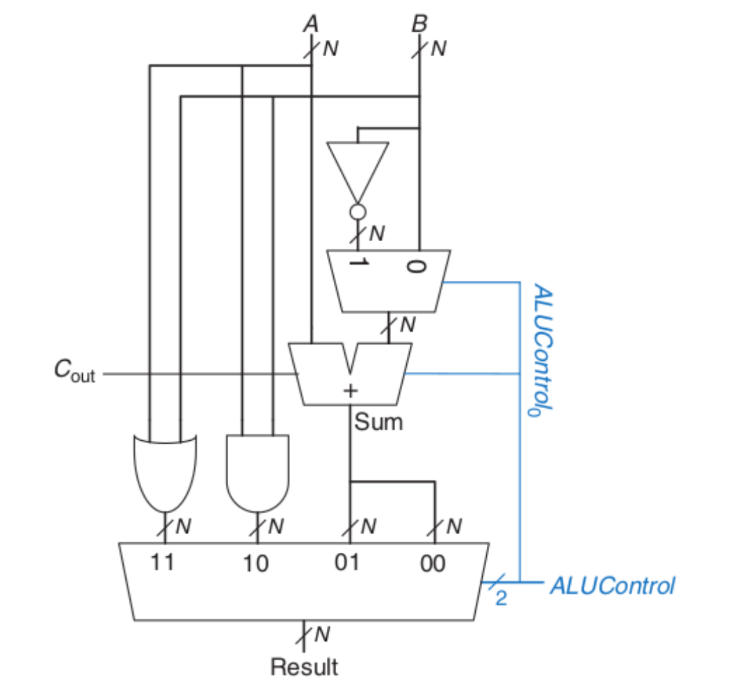 A B
N N
N
1 0
N
ALUControl0
Cout
+
Sum
N N N N
11 10 01 00
2
ALUControl
N
Result